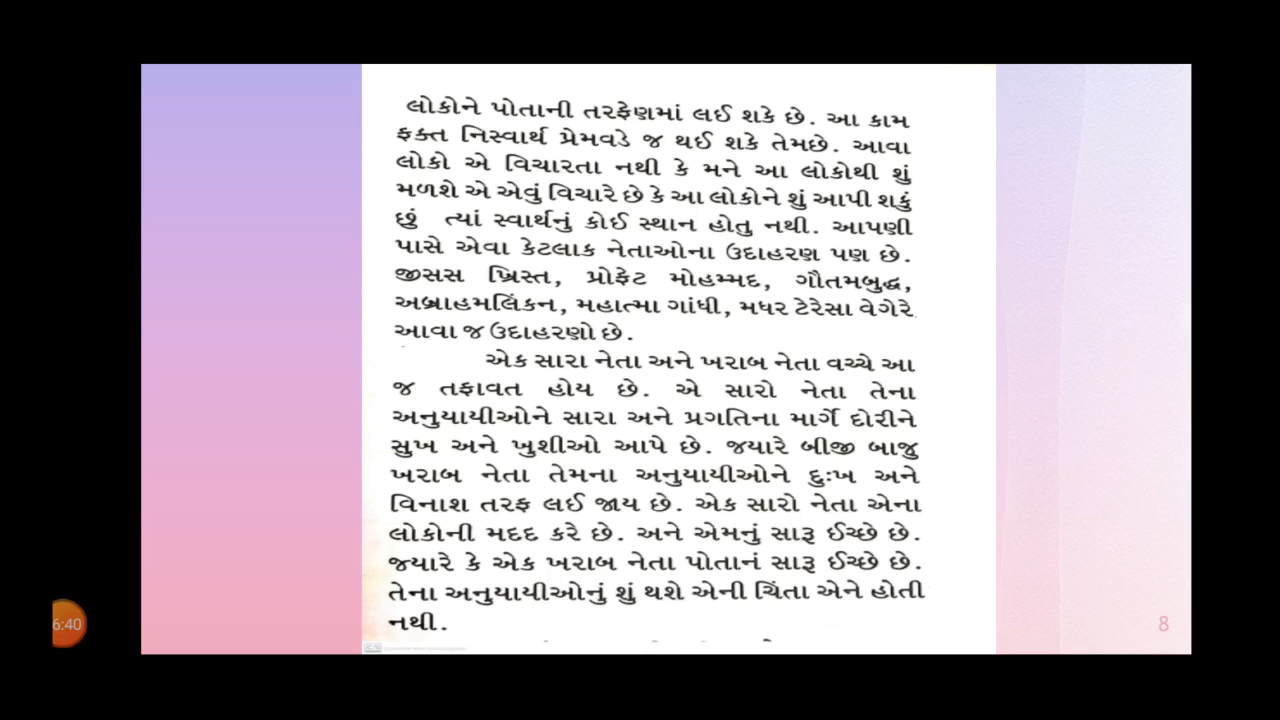 લોકોને પોતાની તરફેણમાં લઈ શકે છે. આ કામ
ફક્ત નિસ્વાર્થ પ્રેમવડે જ થઈ શકે તેમછે. આવા
લોકો એ વિચારતા નથી કે મને આ લોકોથી શું
મળશે એ એવું વિચારે છે કે આ લોકોને શું આપી શકું
છું ત્યાં સ્વાર્થનું કોઈ સ્થાન હોતુ નથી. આપણી
પાસે એવા કેટલાક નેતાઓના ઉદાહરણ પણ છે.
જીસસ ખ્રિસ્ત, પ્રોફેટ મોહમ્મદ, ગૌતમબુદ્ધ,
અબ્રાહમલિંકન, મહાત્મા ગાંધી, મધર ટેરેસા વેગેરે
આવા જ ઉદાહરણો છે.
એક સારા નેતા અને ખરાબ નેતા વચ્ચે આ
જ તફાવત હોય છે. એ સારો નેતા તેના
અનુયાયીઓને સારા અને પ્રગતિના માર્ગે દોરીને
સુખ અને ખુશીઓ આપે છે. જયારે બીજી બાજુ
ખરાબ નેતા તેમના અનુયાયીઓને દુઃખ અને
વિનાશ તરફ લઈ જાય છે. એક સારો નેતા એના
લોકોની મદદ કરે છે. અને એમનું સારૂ ઈચ્છે છે.
જયારે કે એક ખરાબ નેતા પોતાનં સારૂ ઈચ્છે છે.
તેના અનુયાયીઓનું શું થશે એની ચિંતા એને હોતી
નથી.
6:40
8